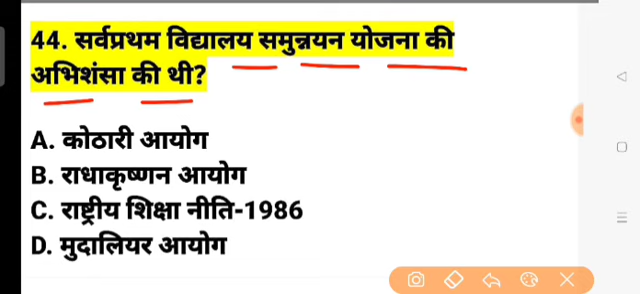 44. सर्वप्रथम विद्यालय समुन्नयन योजना की
अभिशंसा की थी?
A. कोठारी आयोग
B. राधाकृष्णन आयोग
C. राष्ट्रीय शिक्षा नीति-1986
D. मुदालियर आयोग